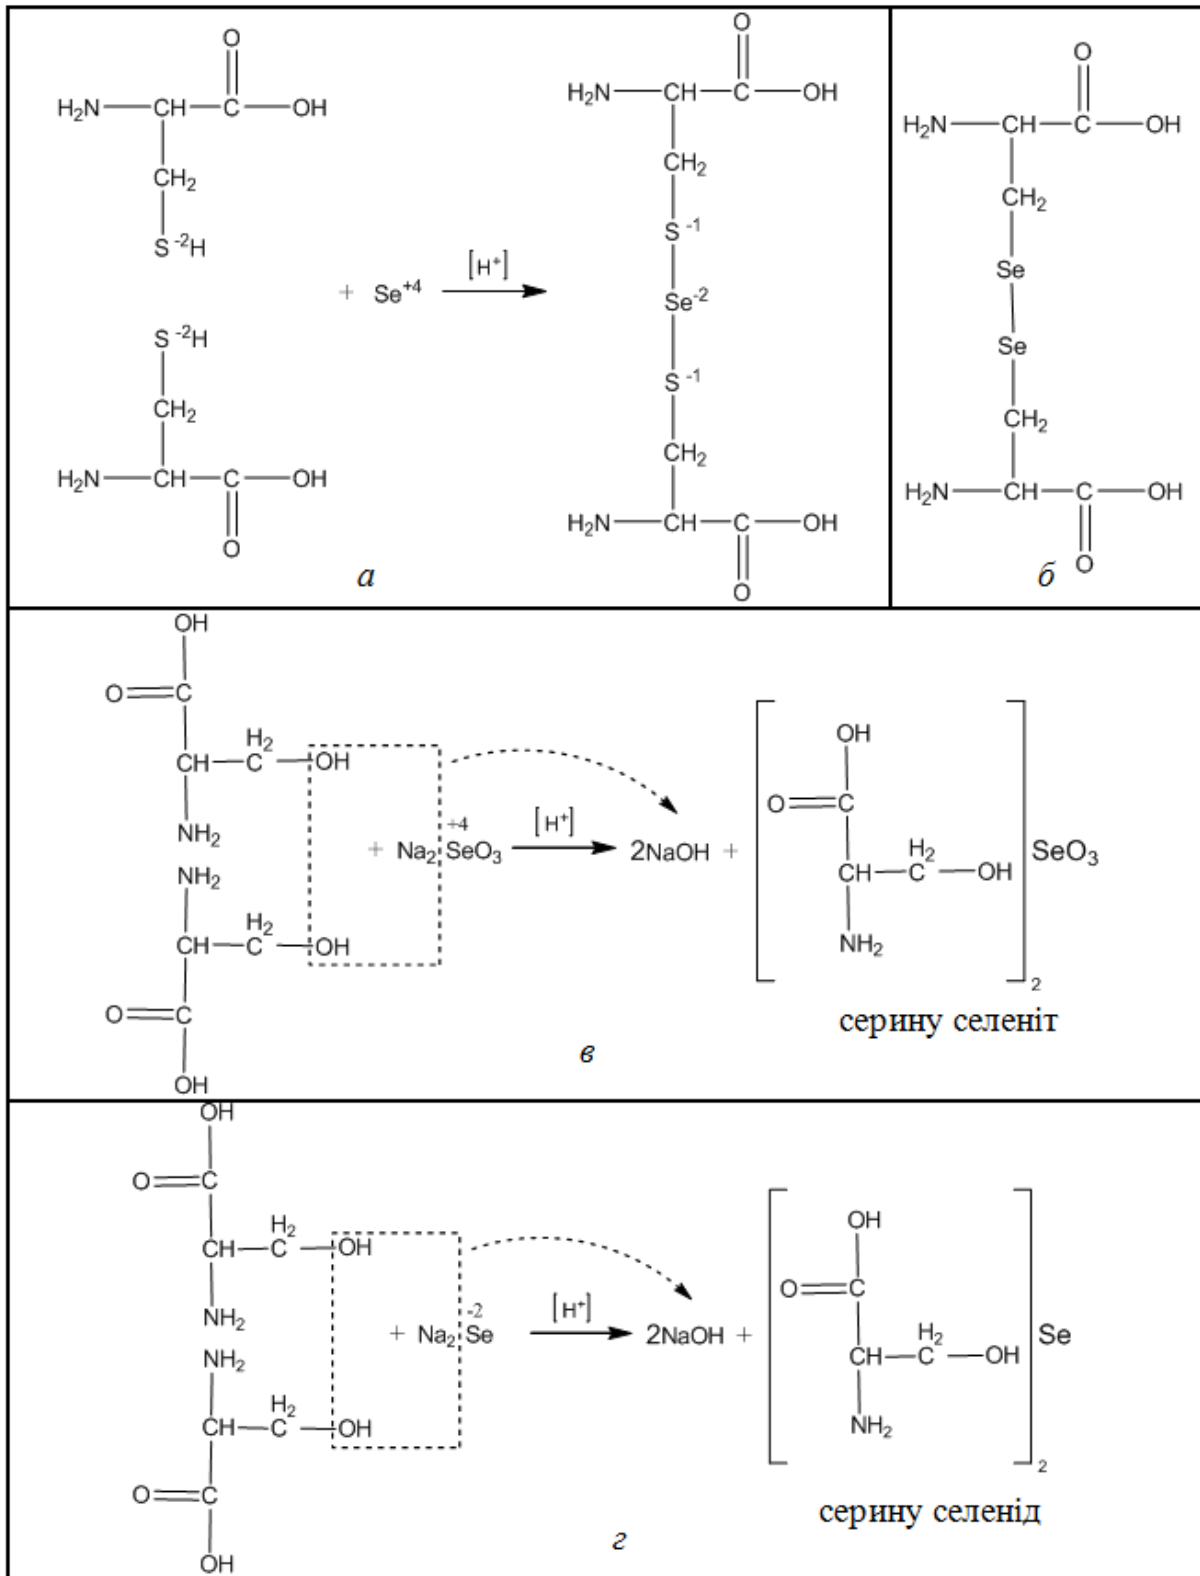 O
H₂N—CH—C—OH
CH₂
S⁻²H
S⁻²H
CH₂
H₂N—CH—C—OH
O
+ Se⁺⁴ [H⁺]
O
H₂N—CH—C—OH
CH₂
S⁻¹
Se⁻²
S⁻¹
CH₂
H₂N—CH—C—OH
O
а
O
H₂N—CH—C—OH
CH₂
Se
Se
CH₂
H₂N—CH—C—OH
O
б
OH
O=C
H₂
CH—C—OH
NH₂
NH₂
H₂
CH—C—OH
O=C
OH
+4
+ Na₂SeO₃ [H⁺] 2NaOH +
OH
O=C
H₂
CH—C—OH
NH₂
2
SeO₃
серину селеніт
в
OH
O=C
H₂
CH—C—OH
NH₂
NH₂
H₂
CH—C—OH
O=C
OH
-2
+ Na₂Se [H⁺] 2NaOH +
OH
O=C
H₂
CH—C—OH
NH₂
2
Se
серину селенід
г